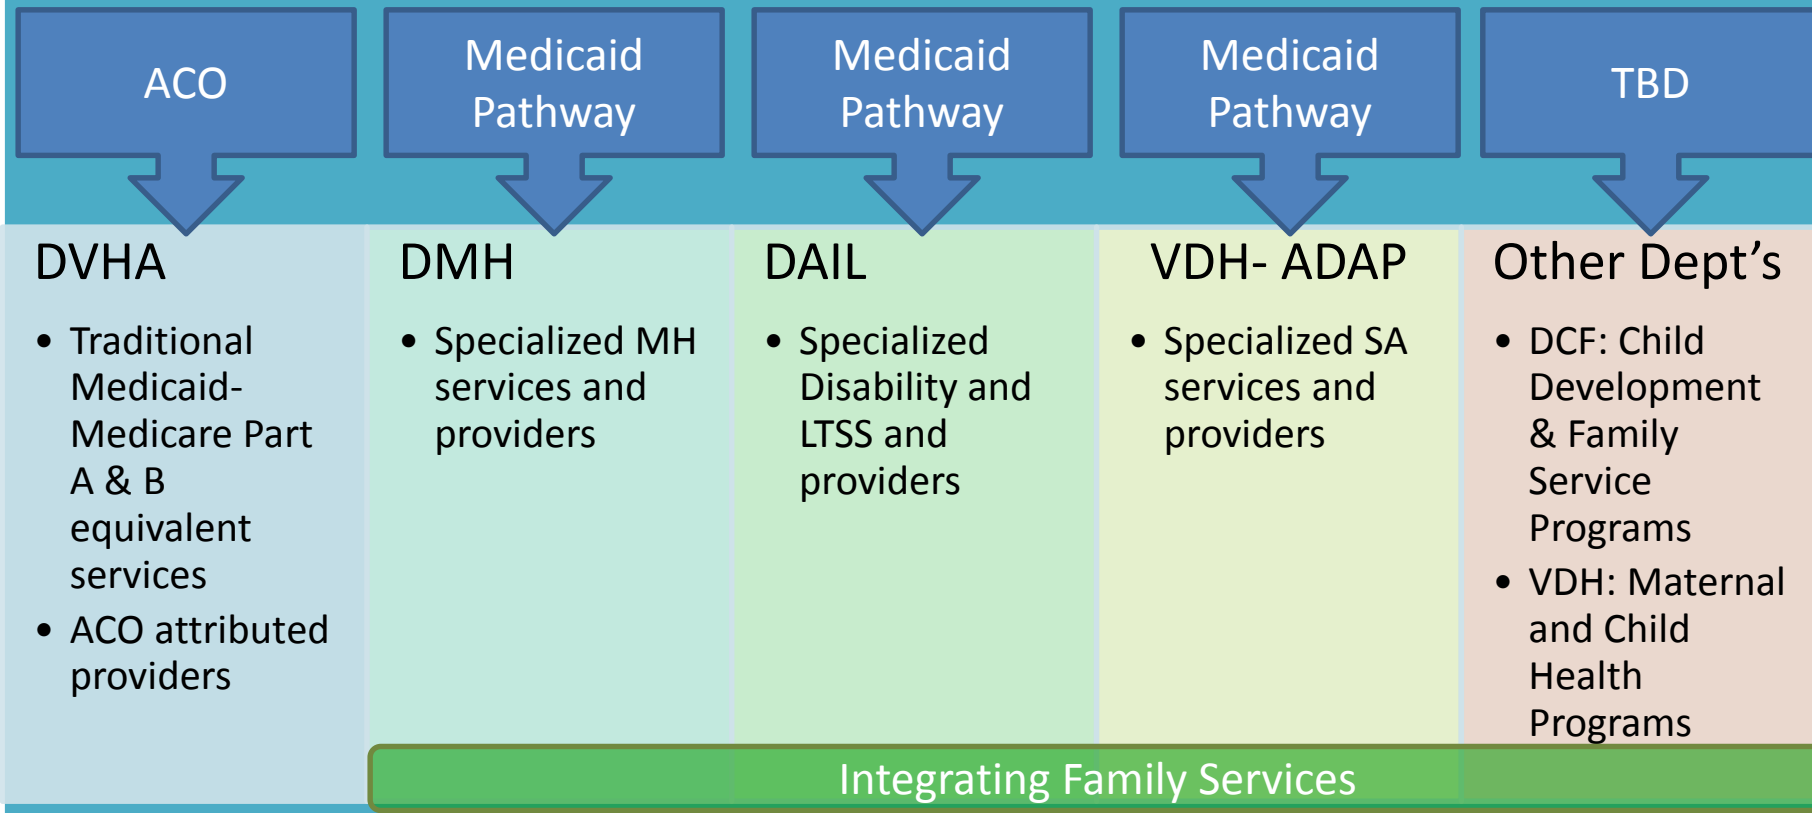 ACO
Medicaid
Pathway
Medicaid
Pathway
Medicaid
Pathway
TBD
DVHA
• Traditional
Medicaid-
Medicare Part
A & B
equivalent
services
• ACO attributed
providers
DMH
• Specialized MH
services and
providers
DAIL
• Specialized
Disability and
LTSS and
providers
VDH- ADAP
• Specialized SA
services and
providers
Other Dept’s
• DCF: Child
Development
& Family
Service
Programs
• VDH: Maternal
and Child
Health
Programs
Integrating Family Services